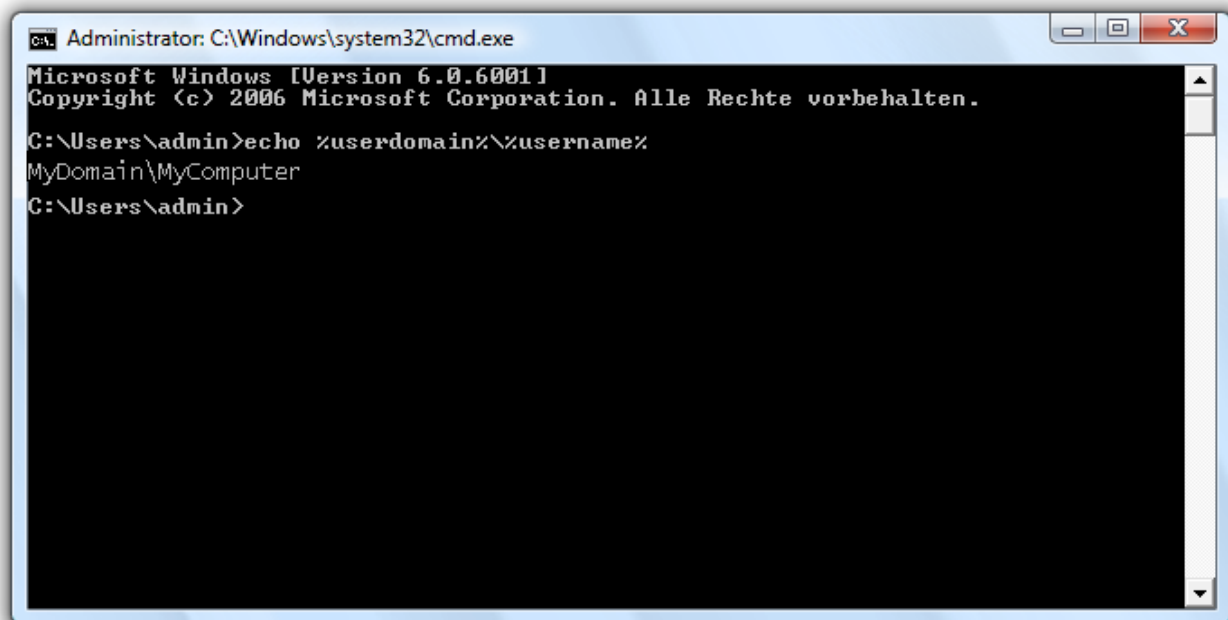 Administrator: C:\Windows\system32\cmd.exe
Microsoft Windows [Version 6.0.6001]
Copyright (c) 2006 Microsoft Corporation. Alle Rechte vorbehalten.
C:\Users\admin>echo %userdomain%\%username%
MyDomain\MyComputer
C:\Users\admin>